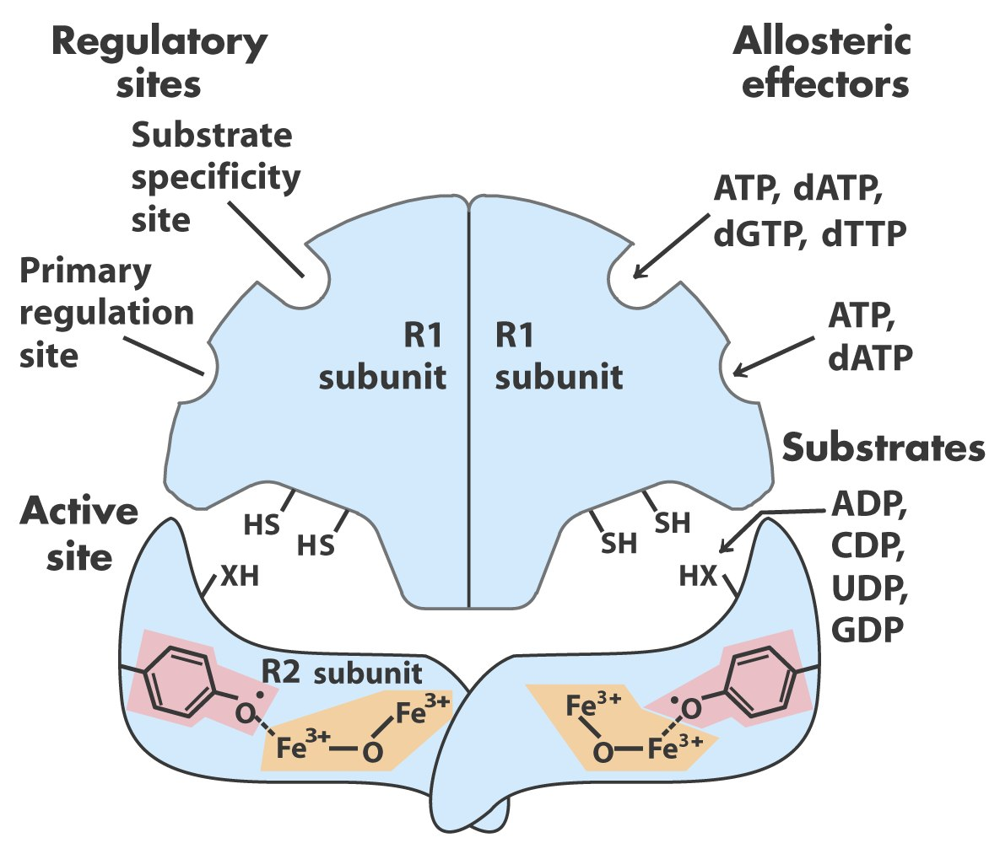 Regulatory
sites
Allosteric
effectors
Substrate
specificity
site
ATP, dATP,
dGTP, dTTP
Primary
regulation
site
ATP,
dATP
R1
subunit
R1
subunit
Substrates
ADP,
CDP,
UDP,
GDP
Active
site
HS
HS
SH
SH
XH
HX
R2 subunit
O•
Fe³⁺
Fe³⁺
O
Fe³⁺
•O
O
Fe³⁺